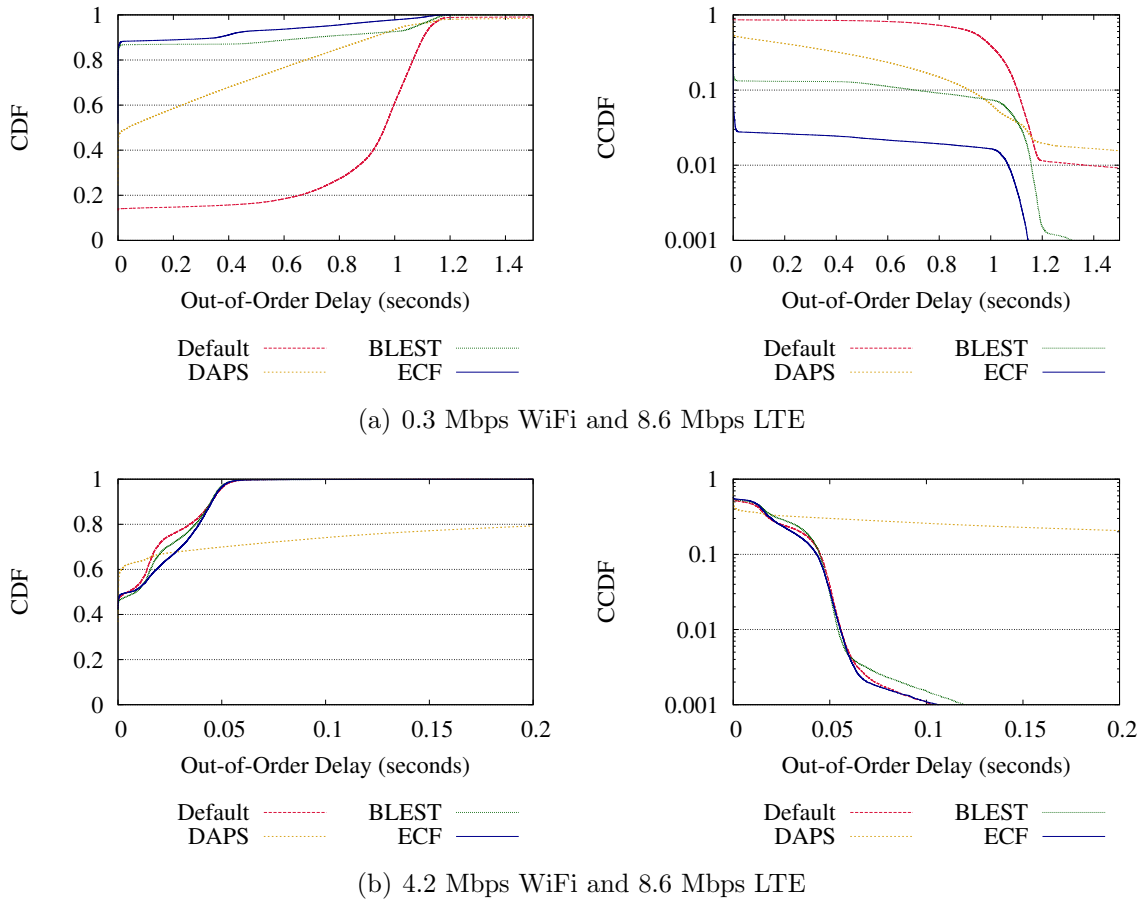 1
0.8
0.6
0.4
0.2
0
CDF
0 0.2 0.4 0.6 0.8 1 1.2 1.4
Out-of-Order Delay (seconds)
Default BLEST
DAPS ECF
1
0.1
0.01
0.001
CCDF
0 0.2 0.4 0.6 0.8 1 1.2 1.4
Out-of-Order Delay (seconds)
Default BLEST
DAPS ECF
(a) 0.3 Mbps WiFi and 8.6 Mbps LTE
1
0.8
0.6
0.4
0.2
0
CDF
0 0.05 0.1 0.15 0.2
Out-of-Order Delay (seconds)
Default BLEST
DAPS ECF
1
0.1
0.01
0.001
CCDF
0 0.05 0.1 0.15 0.2
Out-of-Order Delay (seconds)
Default BLEST
DAPS ECF
(b) 4.2 Mbps WiFi and 8.6 Mbps LTE